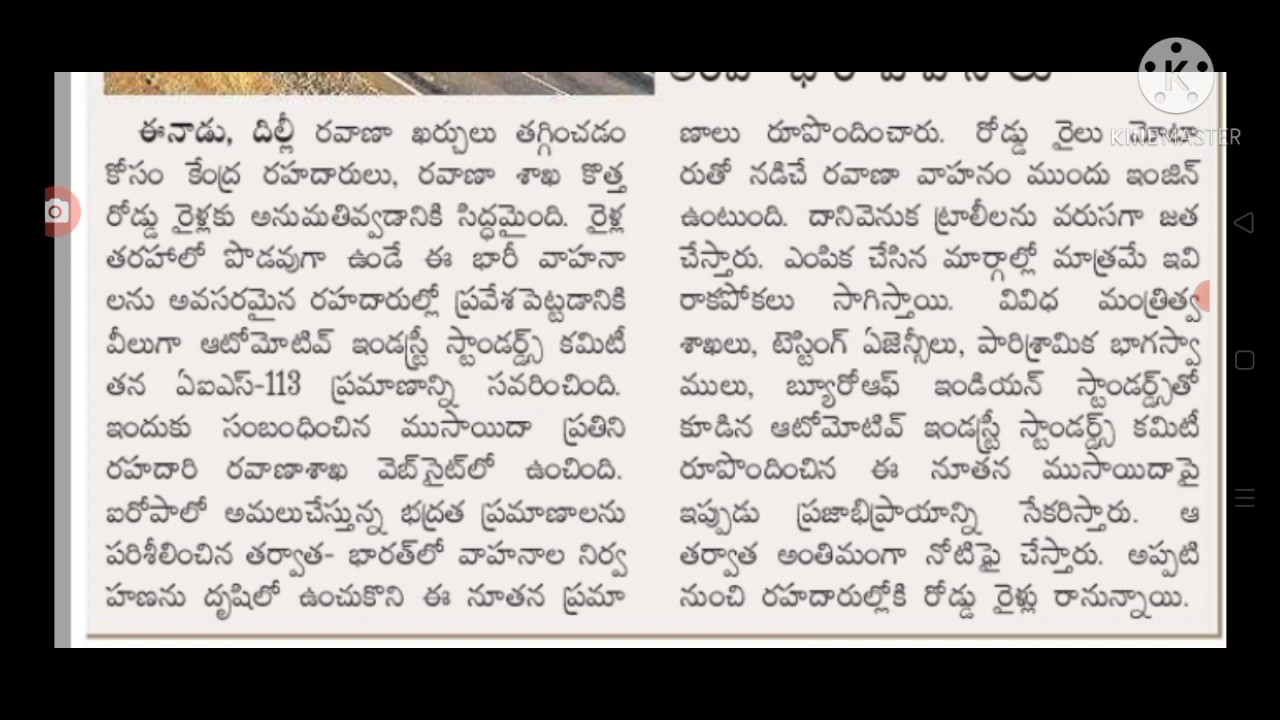 KINEMASTER
ఈనాడు, దిల్లీ రవాణా ఖర్చులు తగ్గించడం
కోసం కేంద్ర రహదారులు, రవాణా శాఖ కొత్త
రోడ్డు రైళ్లకు అనుమతివ్వడానికి సిద్ధమైంది. రైళ్ల
తరహాలో పొడవుగా ఉండే ఈ భారీ వాహనా
లను అవసరమైన రహదారుల్లో ప్రవేశపెట్టడానికి
వీలుగా ఆటోమోటివ్ ఇండస్ట్రీ స్టాండర్డ్స్ కమిటీ
తన ఏఐఎస్-113 ప్రమాణాన్ని సవరించింది.
ఇందుకు సంబంధించిన ముసాయిదా ప్రతిని
రహదారి రవాణాశాఖ వెబ్‌సైట్‌లో ఉంచింది.
ఐరోపాలో అమలుచేస్తున్న భద్రత ప్రమాణాలను
పరిశీలించిన తర్వాత- భారత్‌లో వాహనాల నిర్వ
హణను దృష్టిలో ఉంచుకొని ఈ నూతన ప్రమా
ణాలు రూపొందించారు. రోడ్డు రైలు
రుతో నడిచే రవాణా వాహనం ముందు ఇంజిన్
ఉంటుంది. దానివెనుక ట్రాలీలను వరుసగా జత
చేస్తారు. ఎంపిక చేసిన మార్గాల్లో మాత్రమే ఇవి
రాకపోకలు సాగిస్తాయి. వివిధ మంత్రిత్వ
శాఖలు, టెస్టింగ్ ఏజెన్సీలు, పారిశ్రామిక భాగస్వా
ములు, బ్యూరోఆఫ్ ఇండియన్ స్టాండర్డ్స్‌తో
కూడిన ఆటోమోటివ్ ఇండస్ట్రీ స్టాండర్డ్స్ కమిటీ
రూపొందించిన ఈ నూతన ముసాయిదాపై
ఇప్పుడు ప్రజాభిప్రాయాన్ని సేకరిస్తారు. ఆ
తర్వాత అంతిమంగా నోటిఫై చేస్తారు. అప్పటి
నుంచి రహదారుల్లోకి రోడ్డు రైళ్లు రానున్నాయి.